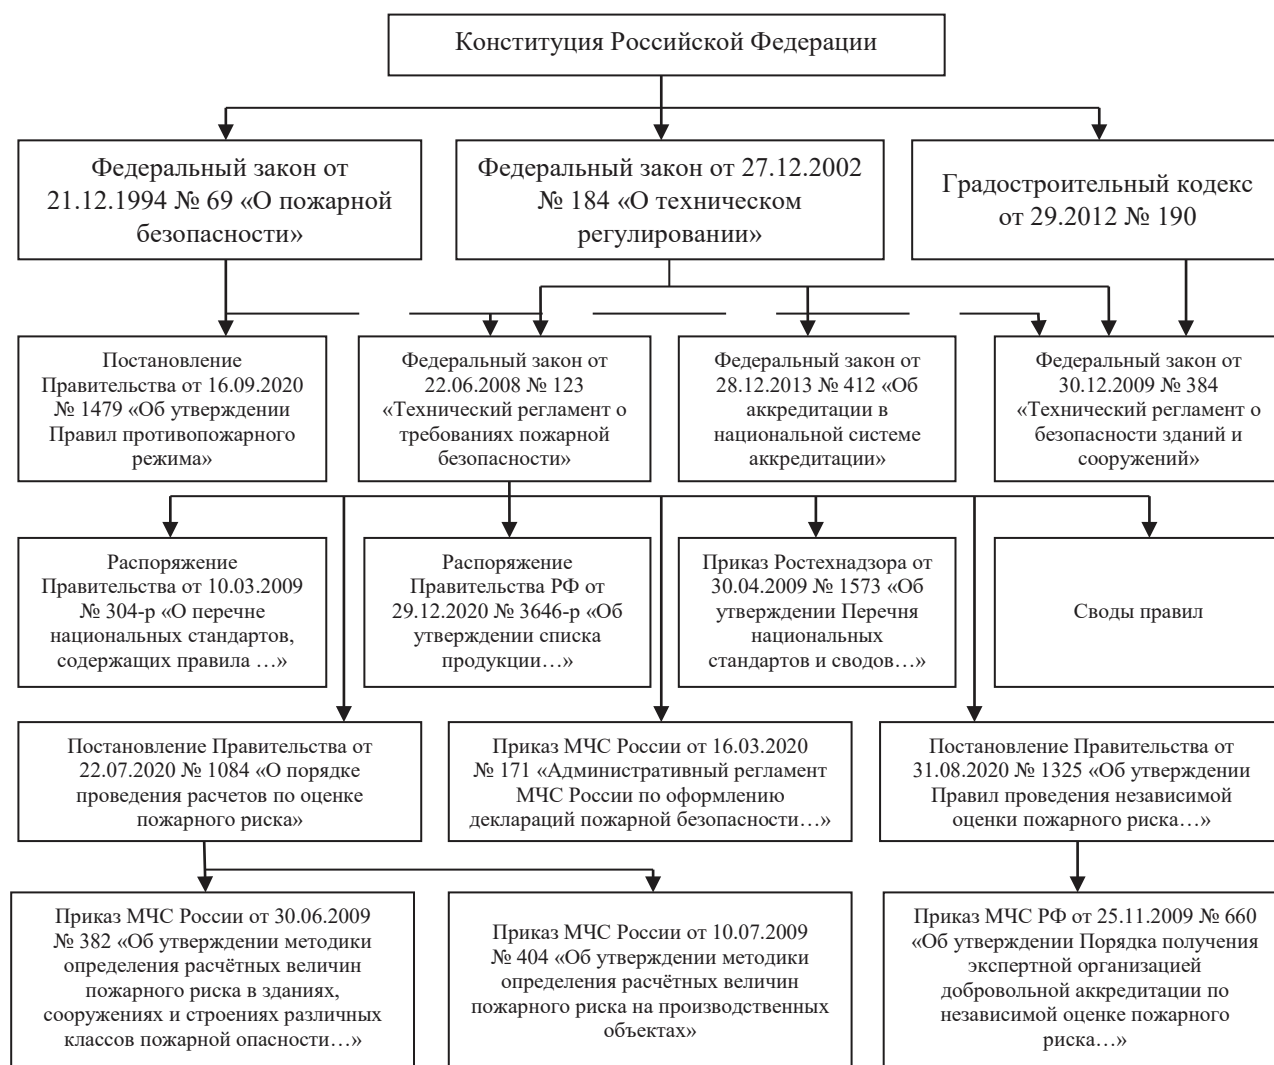 Конституция Российской Федерации
Федеральный закон от
21.12.1994 № 69 «О пожарной
безопасности»
Федеральный закон от 27.12.2002
№ 184 «О техническом
регулировании»
Градостроительный кодекс
от 29.2012 № 190
Постановление
Правительства от 16.09.2020
№ 1479 «Об утверждении
Правил противопожарного
режима»
Федеральный закон от
22.06.2008 № 123
«Технический регламент о
требованиях пожарной
безопасности»
Федеральный закон от
28.12.2013 № 412 «Об
аккредитации в
национальной системе
аккредитации»
Федеральный закон от
30.12.2009 № 384
«Технический регламент о
безопасности зданий и
сооружений»
Распоряжение
Правительства от 10.03.2009
№ 304-р «О перечне
национальных стандартов,
содержащих правила …»
Распоряжение
Правительства РФ от
29.12.2020 № 3646-р «Об
утверждении списка
продукции…»
Приказ Ростехнадзора от
30.04.2009 № 1573 «Об
утверждении Перечня
национальных
стандартов и сводов…»
Своды правил
Постановление Правительства от
22.07.2020 № 1084 «О порядке
проведения расчетов по оценке
пожарного риска»
Приказ МЧС России от 16.03.2020
№ 171 «Административный регламент
МЧС России по оформлению
деклараций пожарной безопасности…»
Постановление Правительства от
31.08.2020 № 1325 «Об утверждении
Правил проведения независимой
оценки пожарного риска…»
Приказ МЧС России от 30.06.2009
№ 382 «Об утверждении методики
определения расчётных величин
пожарного риска в зданиях,
сооружениях и строениях различных
классов пожарной опасности…»
Приказ МЧС России от 10.07.2009
№ 404 «Об утверждении методики
определения расчётных величин
пожарного риска на производственных
объектах»
Приказ МЧС РФ от 25.11.2009 № 660
«Об утверждении Порядка получения
экспертной организацией
добровольной аккредитации по
независимой оценке пожарного
риска…»